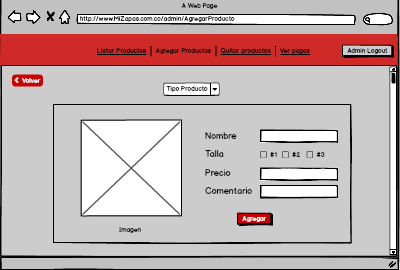 A Web Page
http://www.MiZapas.com.co/admin/AgregarProducto
Listar Productos Agregar Productos Quitar productos Ver pagos Admin Logout
Volver
Tipo Producto
Nombre
Talla #1 #2 #3
Precio
Comentario
Agregar
Imagen